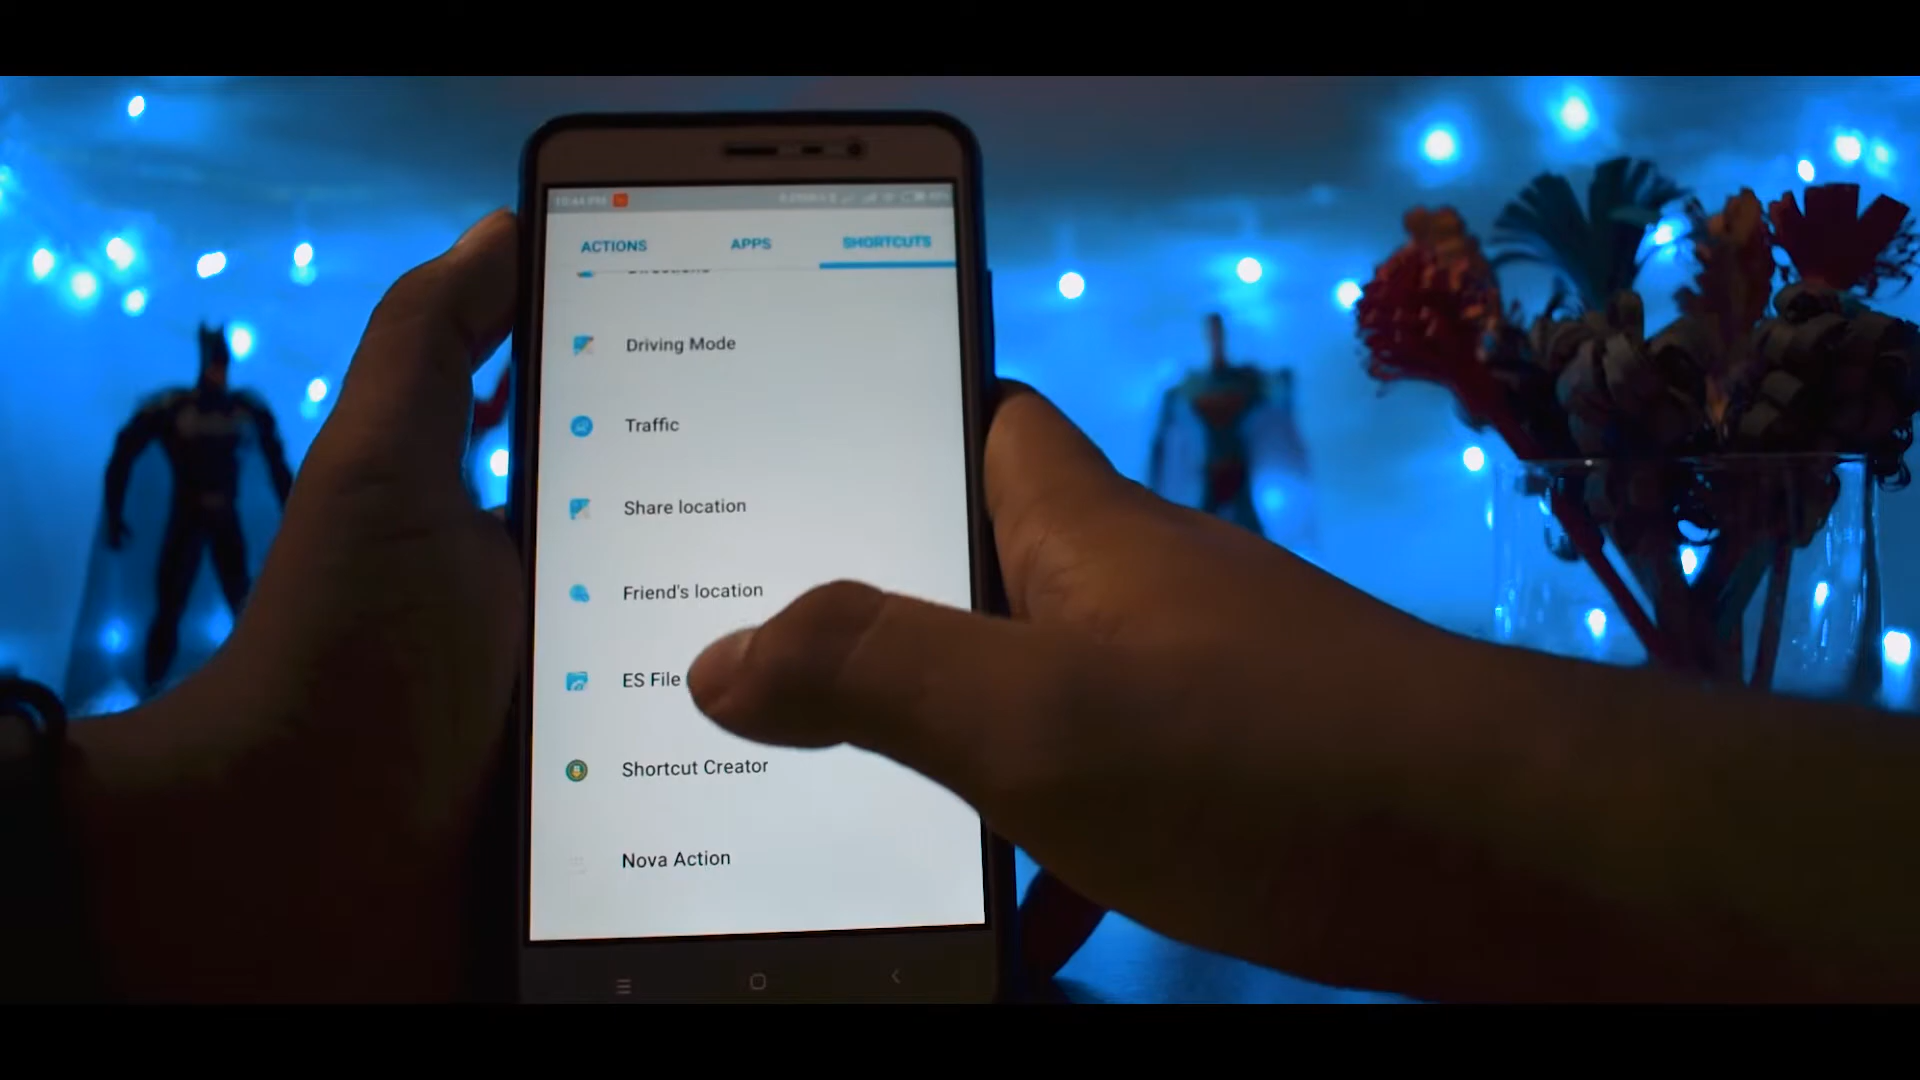 ACTIONS APPS SHORTCUTS
Driving Mode
Traffic
Share location
Friend's location
ES File
Shortcut Creator
Nova Action